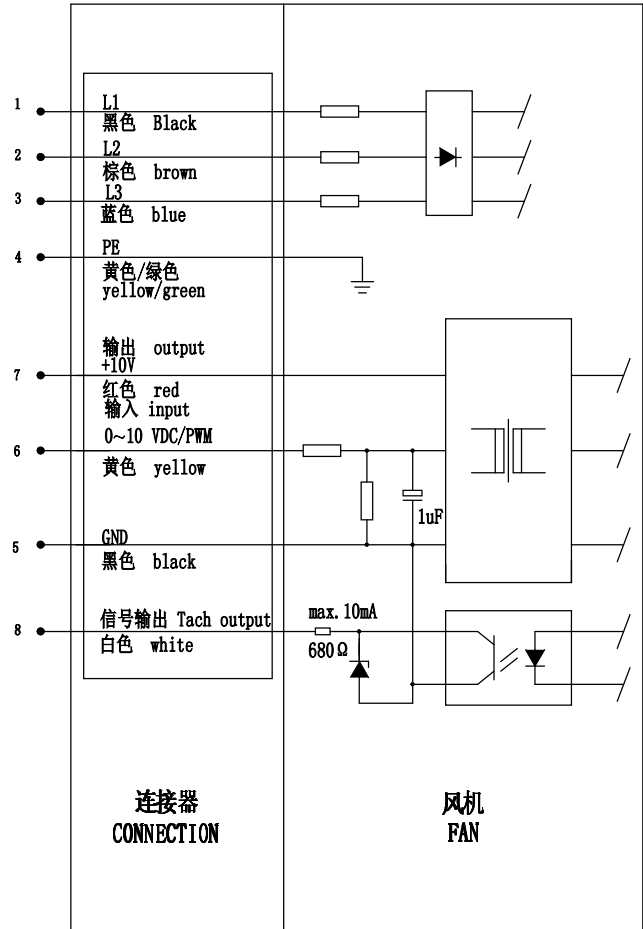 1
L1
黑色 Black
2
L2
棕色 brown
3
L3
蓝色 blue
4
PE
黄色/绿色
yellow/green
输出 output
+10V
7
红色 red
输入 input
0~10 VDC/PWM
6
黄色 yellow
1uF
GND
5
黑色 black
信号输出 Tach output
8
白色 white
max.10mA
680Ω
连接器
CONNECTION
风机
FAN